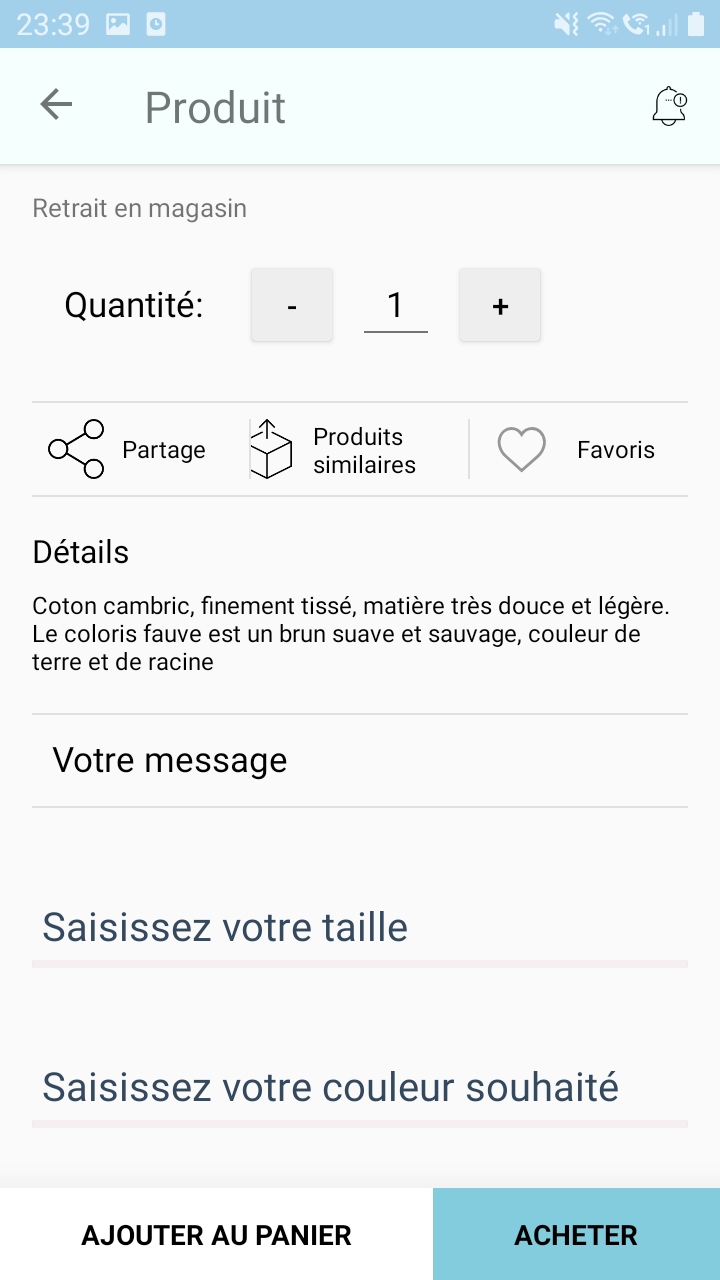 23:39
Produit
Retrait en magasin
Quantité:
-
1
+
Partage
Produits
similaires
Favoris
Détails
Coton cambric, finement tissé, matière très douce et légère.
Le coloris fauve est un brun suave et sauvage, couleur de
terre et de racine
Votre message
Saisissez votre taille
Saisissez votre couleur souhaité
AJOUTER AU PANIER
ACHETER